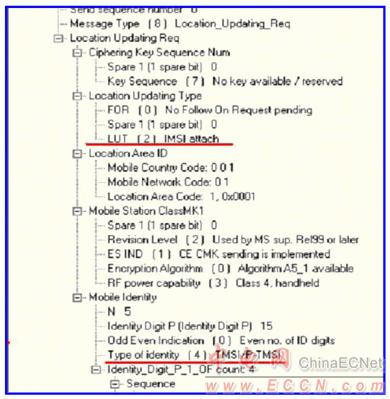 Send sequence number 0
Message Type ( 8 ) Location_Updating_Req
Location Updating Req
Ciphering Key Sequence Num
Spare 1 (1 spare bit) 0
Key Sequence ( 7 ) No key available / reserved
Location Updating Type
FOR ( 0 ) No Follow On Request pending
Spare 1 (1 spare bit) 0
LUT ( 2 ) IMSI attach
Location Area ID
Mobile Country Code: 0 0 1
Mobile Network Code: 0 1
Location Area Code: 1, 0x0001
Mobile Station ClassMK1
Spare 1 (1 spare bit) 0
Revision Level ( 2 ) Used by MS sup. Rel99 or later
ES IND ( 1 ) CE CMK sending is implemented
Encryption Algorithm ( 0 ) Algorithm A5_1 available
RF power capability ( 3 ) Class 4, handheld
Mobile Identity
N 5
Identity Digit P (Identity Digit P) 15
Odd Even Indication ( 0 ) Even no. of ID digits
Type of identity ( 4 ) TMSI/P-TMSI
ChinaECNet
Identity_Digit_P_1_OF count: 4
Sequence
www.ECCN.com